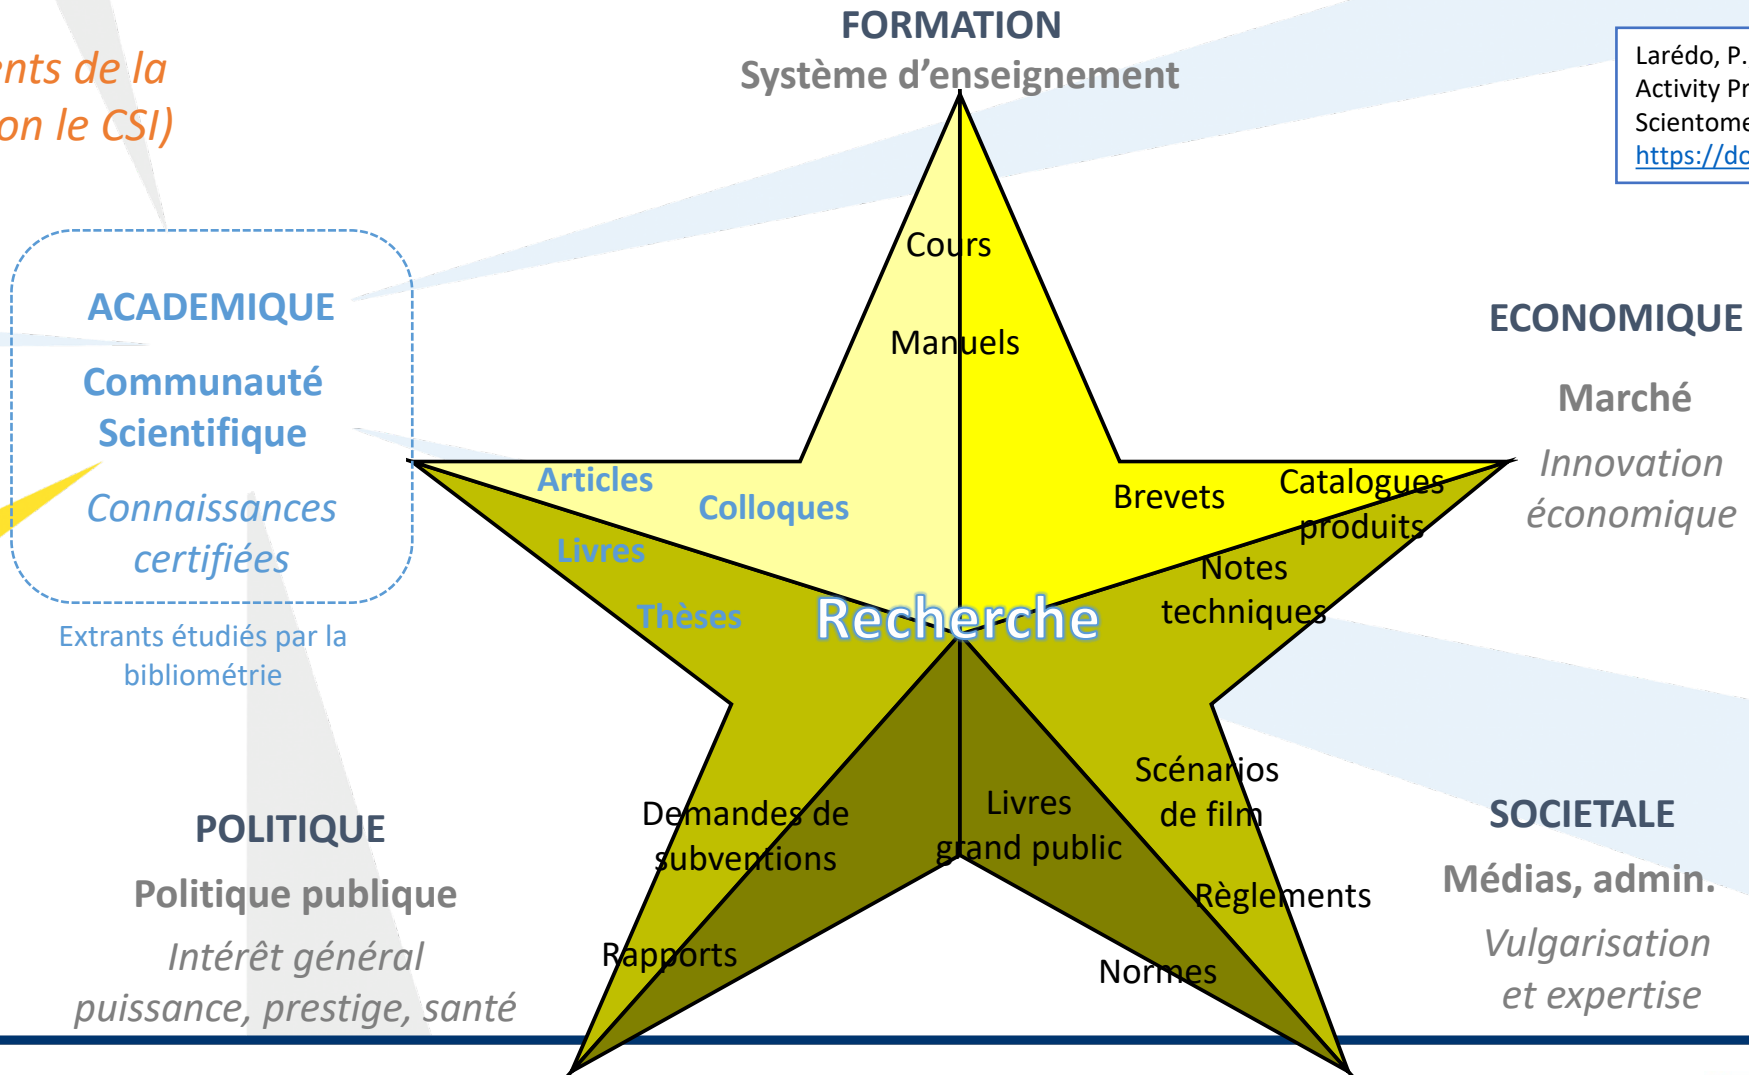 FORMATION
Système d'enseignement
ents de la
on le CSI)
Larédo, P.
Activity Pr
Scientome
https://do
ACADEMIQUE
Communauté
Scientifique
Connaissances
certifiées
Extrants étudiés par la
bibliométrie
Cours
Manuels
ECONOMIQUE
Marché
Innovation
économique
Articles
Colloques
Livres
Thèses
Brevets
Catalogues
produits
Notes
techniques
Recherche
POLITIQUE
Politique publique
Intérêt général
puissance, prestige, santé
Demandes de
subventions
Rapports
Livres
grand public
Scénarios
de film
Règlements
Normes
SOCIETALE
Médias, admin.
Vulgarisation
et expertise